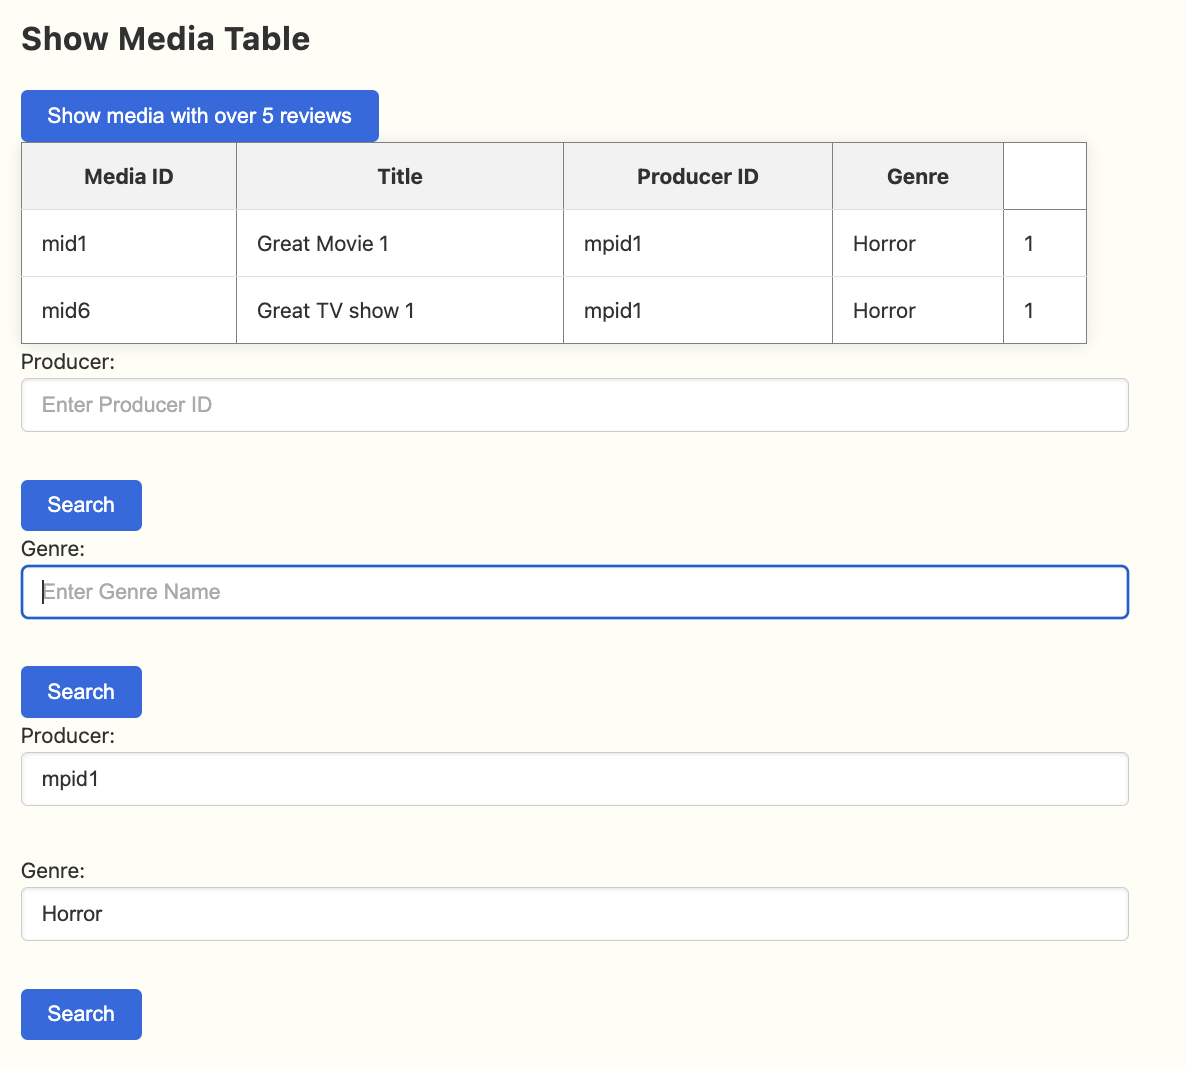 Show Media Table
Show media with over 5 reviews
Media ID Title Producer ID Genre
mid1 Great Movie 1 mpid1 Horror 1
mid6 Great TV show 1 mpid1 Horror 1
Producer:
Enter Producer ID
Search
Genre:
Enter Genre Name
Search
Producer:
mpid1
Genre:
Horror
Search